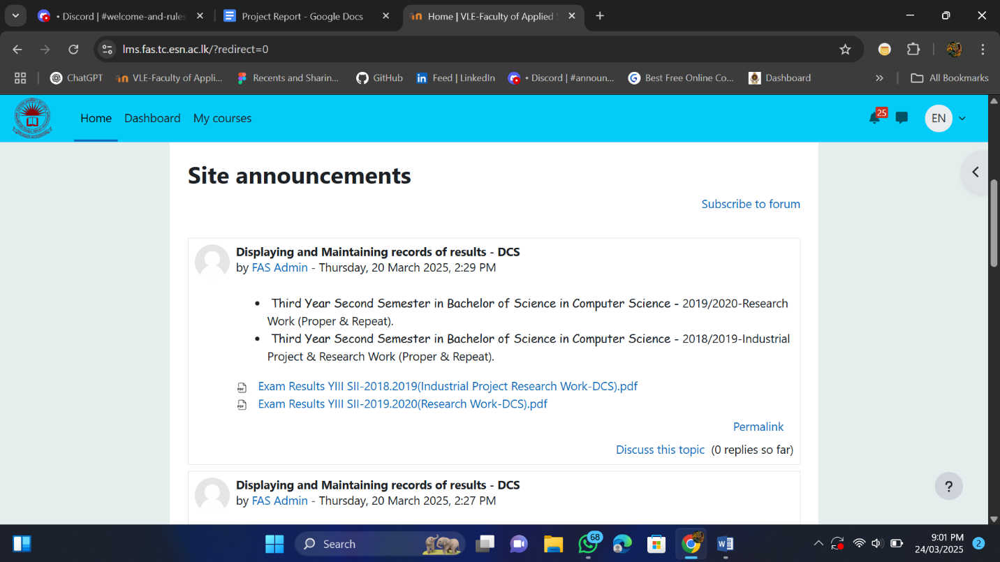 • Discord | #welcome-and-rules
Project Report - Google Docs
Home | VLE-Faculty of Applied
lms.fas.tc.esn.ac.lk/?redirect=0
ChatGPT
VLE-Faculty of Appli...
Recents and Sharin...
GitHub
Feed | LinkedIn
• Discord | #announ...
Best Free Online Co...
Dashboard
All Bookmarks
Home
Dashboard
My courses
25
EN
Site announcements
Subscribe to forum
Displaying and Maintaining records of results - DCS
by FAS Admin - Thursday, 20 March 2025, 2:29 PM
• Third Year Second Semester in Bachelor of Science in Computer Science - 2019/2020-Research
Work (Proper & Repeat).
• Third Year Second Semester in Bachelor of Science in Computer Science - 2018/2019-Industrial
Project & Research Work (Proper & Repeat).
Exam Results YIII SII-2018.2019(Industrial Project Research Work-DCS).pdf
Exam Results YIII SII-2019.2020(Research Work-DCS).pdf
Permalink
Discuss this topic (0 replies so far)
Displaying and Maintaining records of results - DCS
by FAS Admin - Thursday, 20 March 2025, 2:27 PM
?
Search
68
9:01 PM
24/03/2025
2